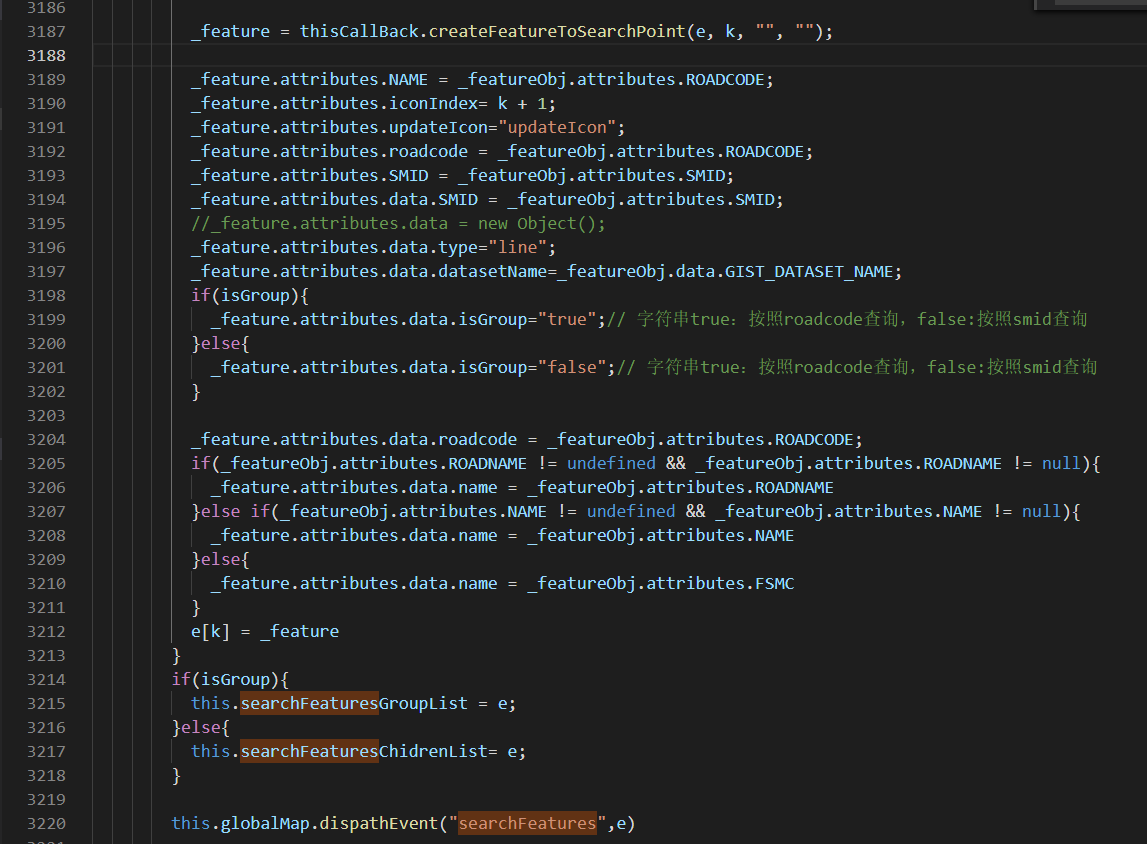 3186
3187 _feature = thisCallBack.createFeatureToSearchPoint(e, k, "", "");
3188
3189 _feature.attributes.NAME = _featureObj.attributes.ROADCODE;
3190 _feature.attributes.iconIndex= k + 1;
3191 _feature.attributes.updateIcon="updateIcon";
3192 _feature.attributes.roadcode = _featureObj.attributes.ROADCODE;
3193 _feature.attributes.SMID = _featureObj.attributes.SMID;
3194 _feature.attributes.data.SMID = _featureObj.attributes.SMID;
3195 //_feature.attributes.data = new Object();
3196 _feature.attributes.data.type="line";
3197 _feature.attributes.data.datasetName=_featureObj.data.GIST_DATASET_NAME;
3198 if(isGroup){
3199 _feature.attributes.data.isGroup="true";// 字符串true：按照roadcode查询，false:按照smid查询
3200 }else{
3201 _feature.attributes.data.isGroup="false";// 字符串true：按照roadcode查询，false:按照smid查询
3202 }
3203
3204 _feature.attributes.data.roadcode = _featureObj.attributes.ROADCODE;
3205 if(_featureObj.attributes.ROADNAME != undefined && _featureObj.attributes.ROADNAME != null){
3206 _feature.attributes.data.name = _featureObj.attributes.ROADNAME
3207 }else if(_featureObj.attributes.NAME != undefined && _featureObj.attributes.NAME != null){
3208 _feature.attributes.data.name = _featureObj.attributes.NAME
3209 }else{
3210 _feature.attributes.data.name = _featureObj.attributes.FSMC
3211 }
3212 e[k] = _feature
3213 }
3214 if(isGroup){
3215 this.searchFeaturesGroupList = e;
3216 }else{
3217 this.searchFeaturesChidrenList= e;
3218 }
3219
3220 this.globalMap.dispathEvent("searchFeatures",e)